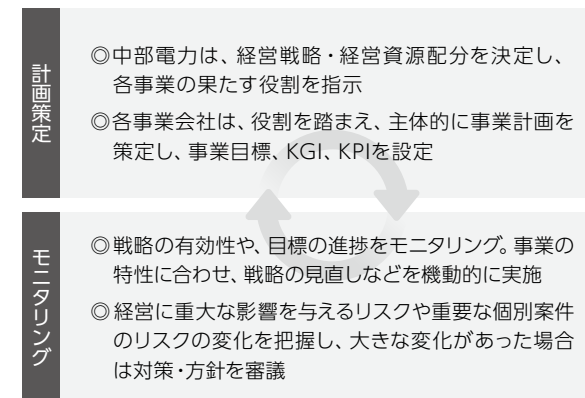 計画策定
◎中部電力は、経営戦略・経営資源配分を決定し、
各事業の果たす役割を指示
◎各事業会社は、役割を踏まえ、主体的に事業計画を
策定し、事業目標、KGI、KPIを設定
モニタリング
◎戦略の有効性や、目標の進捗をモニタリング。事業の
特性に合わせ、戦略の見直しなどを機動的に実施
◎経営に重大な影響を与えるリスクや重要な個別案件
のリスクの変化を把握し、大きな変化があった場合
は対策・方針を審議